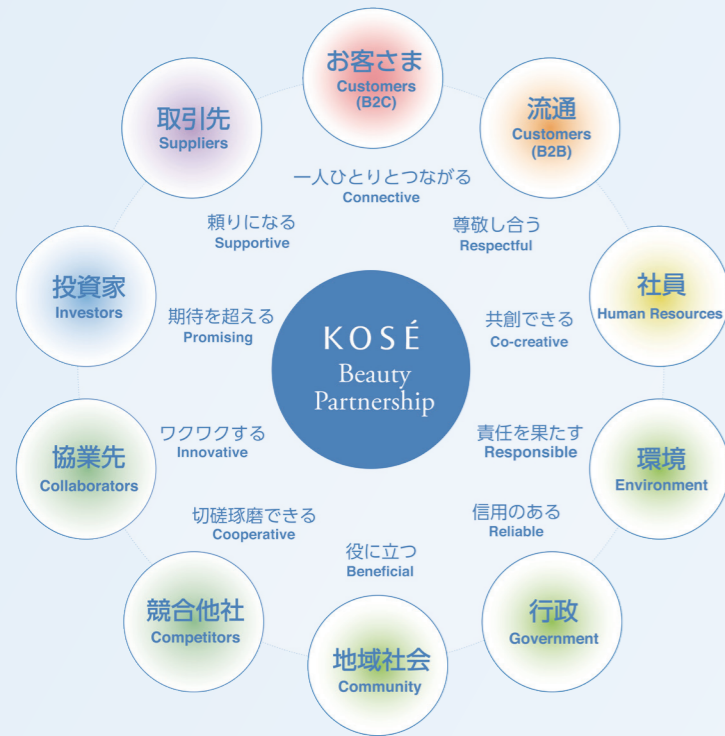 お客さま
Customers
(B2C)
一人ひとりとつながる
Connective
流通
Customers
(B2B)
尊敬し合う
Respectful
社員
Human Resources
共創できる
Co-creative
環境
Environment
責任を果たす
Responsible
行政
Government
信用のある
Reliable
地域社会
Community
役に立つ
Beneficial
競合他社
Competitors
切磋琢磨できる
Cooperative
協業先
Collaborators
ワクワクする
Innovative
投資家
Investors
期待を超える
Promising
取引先
Suppliers
頼りになる
Supportive
KOSÉ
Beauty
Partnership